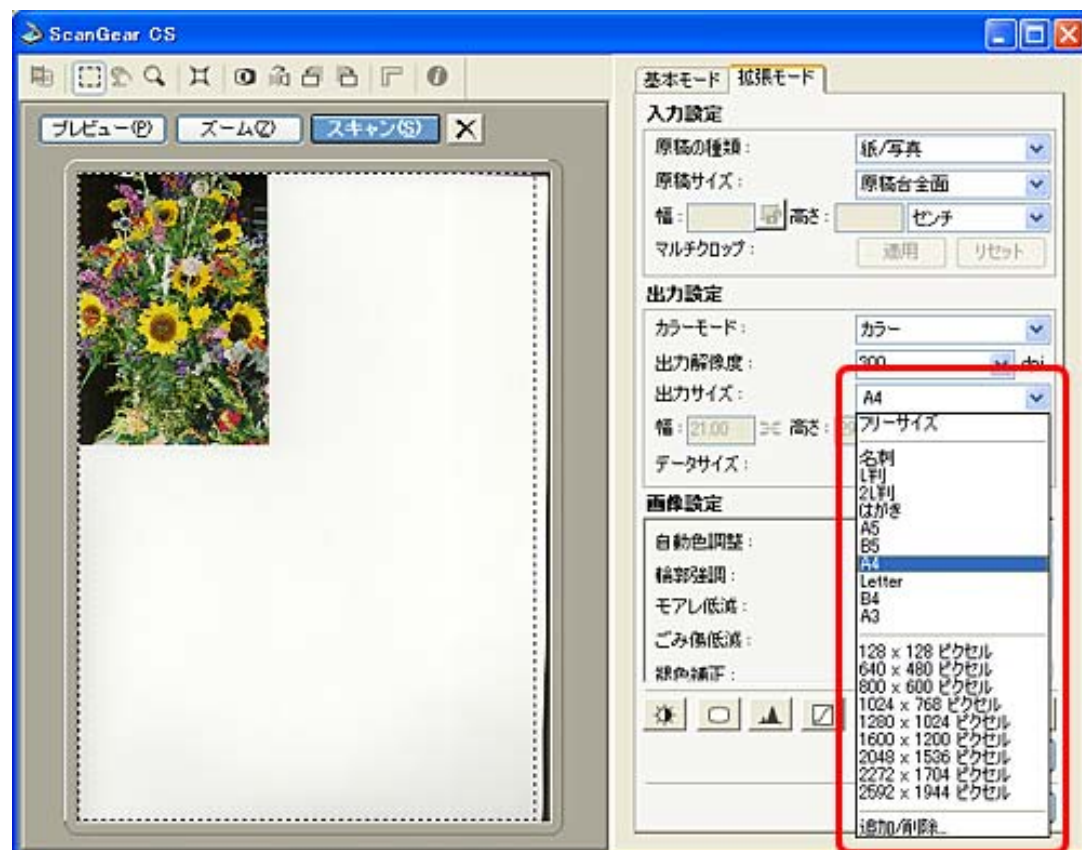 ScanGear CS
基本モード 拡張モード
プレビュー(P) ズーム(Z) スキャン(S)
入力設定
原稿の種類： 紙/写真
原稿サイズ： 原稿台全面
幅： 高さ： センチ
マルチクロップ： 適用 リセット
出力設定
カラーモード： カラー
出力解像度： 300 dpi
出力サイズ： A4
幅： 21.00 高さ：
データサイズ：
画像設定
自動色調整：
輪郭強調：
モアレ低減：
ごみ傷低減：
褪色補正：
フリーサイズ
名刺
L判
2L判
はがき
A5
B5
A4
Letter
B4
A3
128 x 128 ピクセル
640 x 480 ピクセル
800 x 600 ピクセル
1024 x 768 ピクセル
1280 x 1024 ピクセル
1600 x 1200 ピクセル
2048 x 1536 ピクセル
2272 x 1704 ピクセル
2592 x 1944 ピクセル
追加/削除...